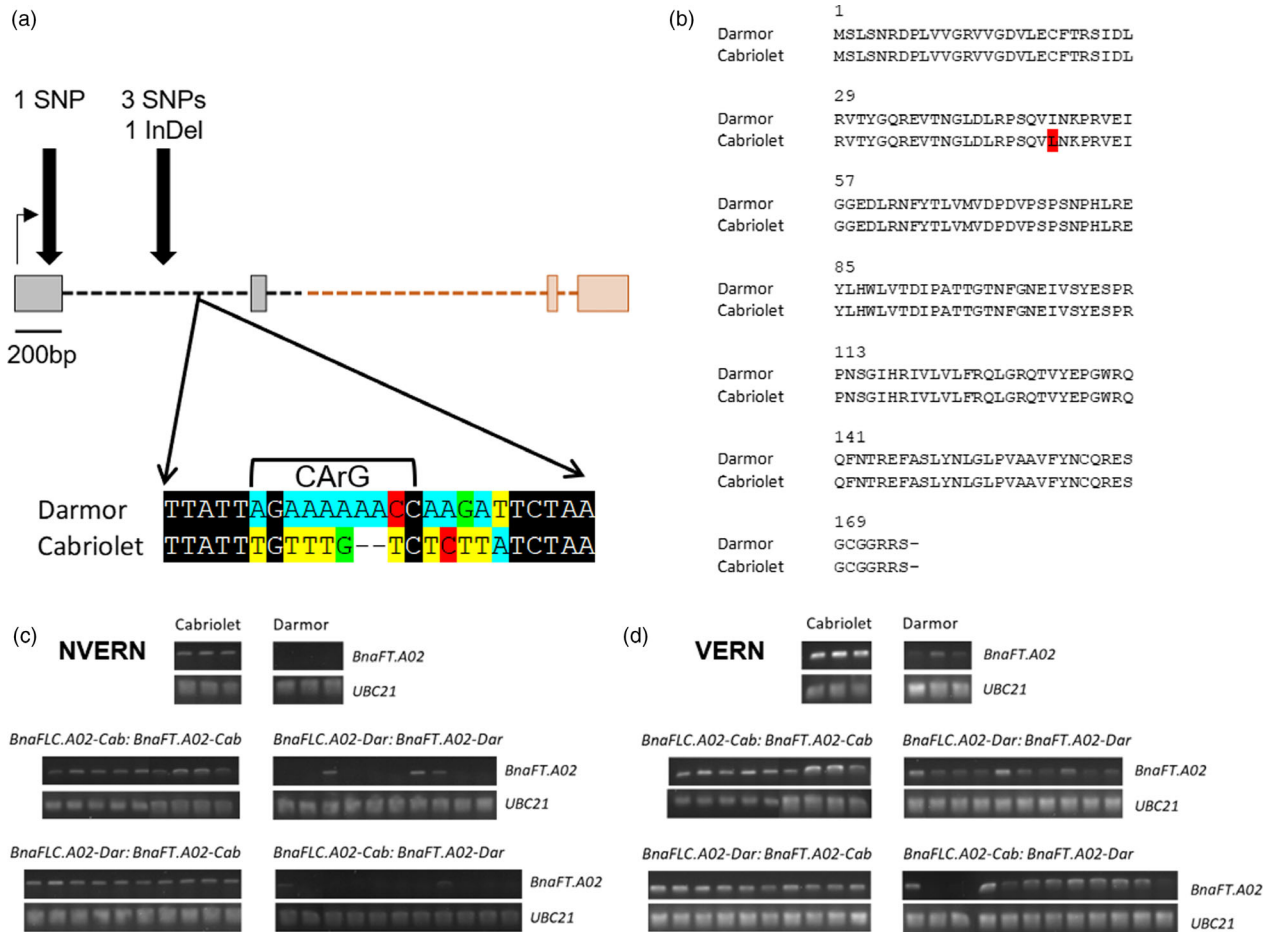 (a)
1 SNP
3 SNPs
1 InDel
200bp
CArG
Darmor TTATTAGAAAAAACCAAGATTCTAA
Cabriolet TTATTTGTTTG--TCTCTTATCTAA
(b)
1
Darmor MSLSNRDPLVVGRVVGDVLECFTRSIDL
Cabriolet MSLSNRDPLVVGRVVGDVLECFTRSIDL
29
Darmor RVTYGQREVTNGLDLRPSQVINKPRVEI
Cabriolet RVTYGQREVTNGLDLRPSQVLNKPRVEI
57
Darmor GGEDLRNFYTLVMVDPDVPSPSNPHLRE
Cabriolet GGEDLRNFYTLVMVDPDVPSPSNPHLRE
85
Darmor YLHWLVTDIPATTGTNFGNEIVSYESPR
Cabriolet YLHWLVTDIPATTGTNFGNEIVSYESPR
113
Darmor PNSGIHRIVLVLFRQLGRQTVYEPGWRQ
Cabriolet PNSGIHRIVLVLFRQLGRQTVYEPGWRQ
141
Darmor QFNTREFASLYNLGLPVAAVFYNCQRES
Cabriolet QFNTREFASLYNLGLPVAAVFYNCQRES
169
Darmor GCGGRRS-
Cabriolet GCGGRRS-
(c)
NVERN
Cabriolet Darmor
BnaFT.A02
UBC21
BnaFLC.A02-Cab: BnaFT.A02-Cab BnaFLC.A02-Dar: BnaFT.A02-Dar
BnaFT.A02
UBC21
BnaFLC.A02-Dar: BnaFT.A02-Cab BnaFLC.A02-Cab: BnaFT.A02-Dar
BnaFT.A02
UBC21
(d)
VERN
Cabriolet Darmor
BnaFT.A02
UBC21
BnaFLC.A02-Cab: BnaFT.A02-Cab BnaFLC.A02-Dar: BnaFT.A02-Dar
BnaFT.A02
UBC21
BnaFLC.A02-Dar: BnaFT.A02-Cab BnaFLC.A02-Cab: BnaFT.A02-Dar
BnaFT.A02
UBC21